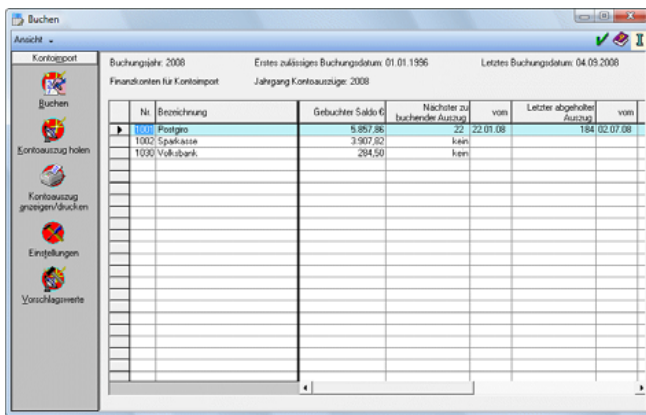 Buchen
Ansicht
Kontoimport
Buchen
Kontoauszug holen
Kontoauszug
anzeigen/drucken
Einstellungen
Vorschlagswerte
Buchungsjahr: 2008 Erstes zulässiges Buchungsdatum: 01.01.1996 Letztes Buchungsdatum: 04.09.2008
Finanzkonten für Kontoimport Jahrgang Kontoauszüge: 2008
Nr. Bezeichnung Gebuchter Saldo € Nächster zu buchender Auszug vom Letzter abgeholter Auszug vom
1001 Postgiro 5.857,86 22 22.01.08 184 02.07.08
1002 Sparkasse 3.907,82 kein
1030 Volksbank 284,50 kein